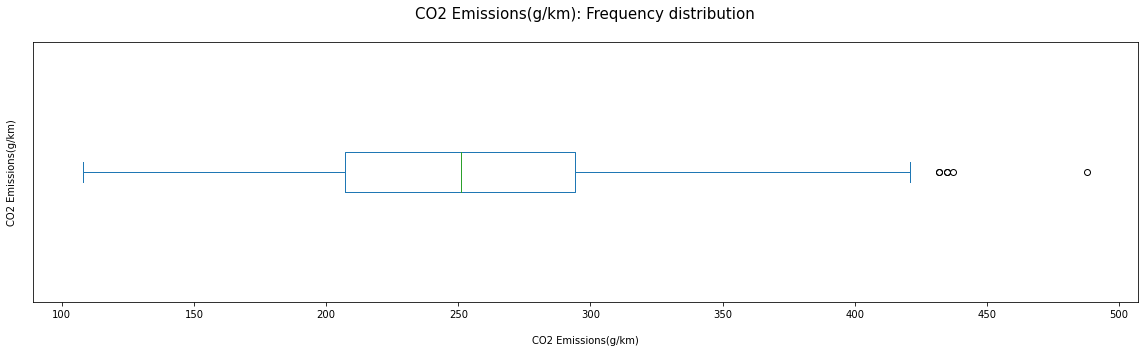 CO2 Emissions(g/km): Frequency distribution
CO2 Emissions(g/km)
100 150 200 250 300 350 400 450 500
CO2 Emissions(g/km)